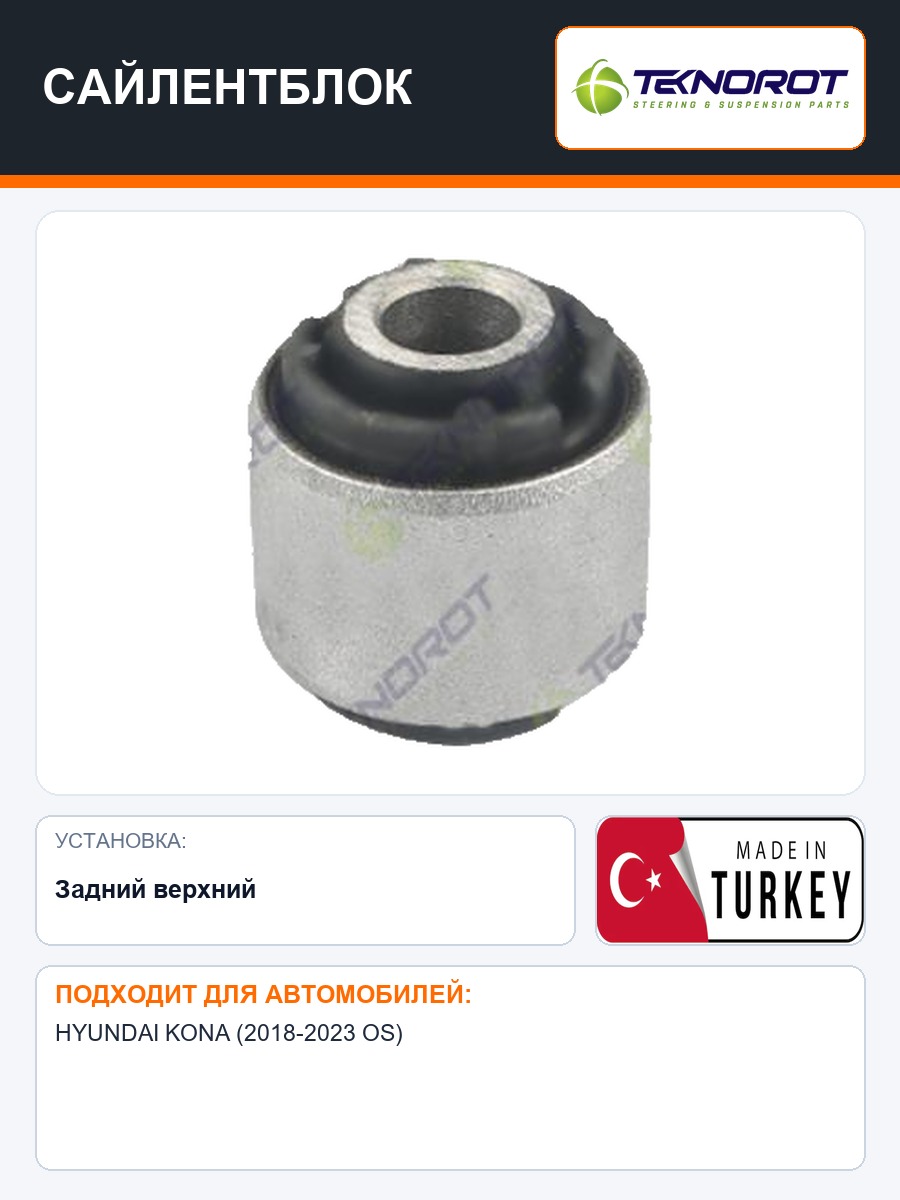 САЙЛЕНТБЛОК
TEKNOROT
STEERING & SUSPENSION PARTS
TEKNOROT
УСТАНОВКА:
Задний верхний
MADE IN
TURKEY
ПОДХОДИТ ДЛЯ АВТОМОБИЛЕЙ:
HYUNDAI KONA (2018-2023 OS)